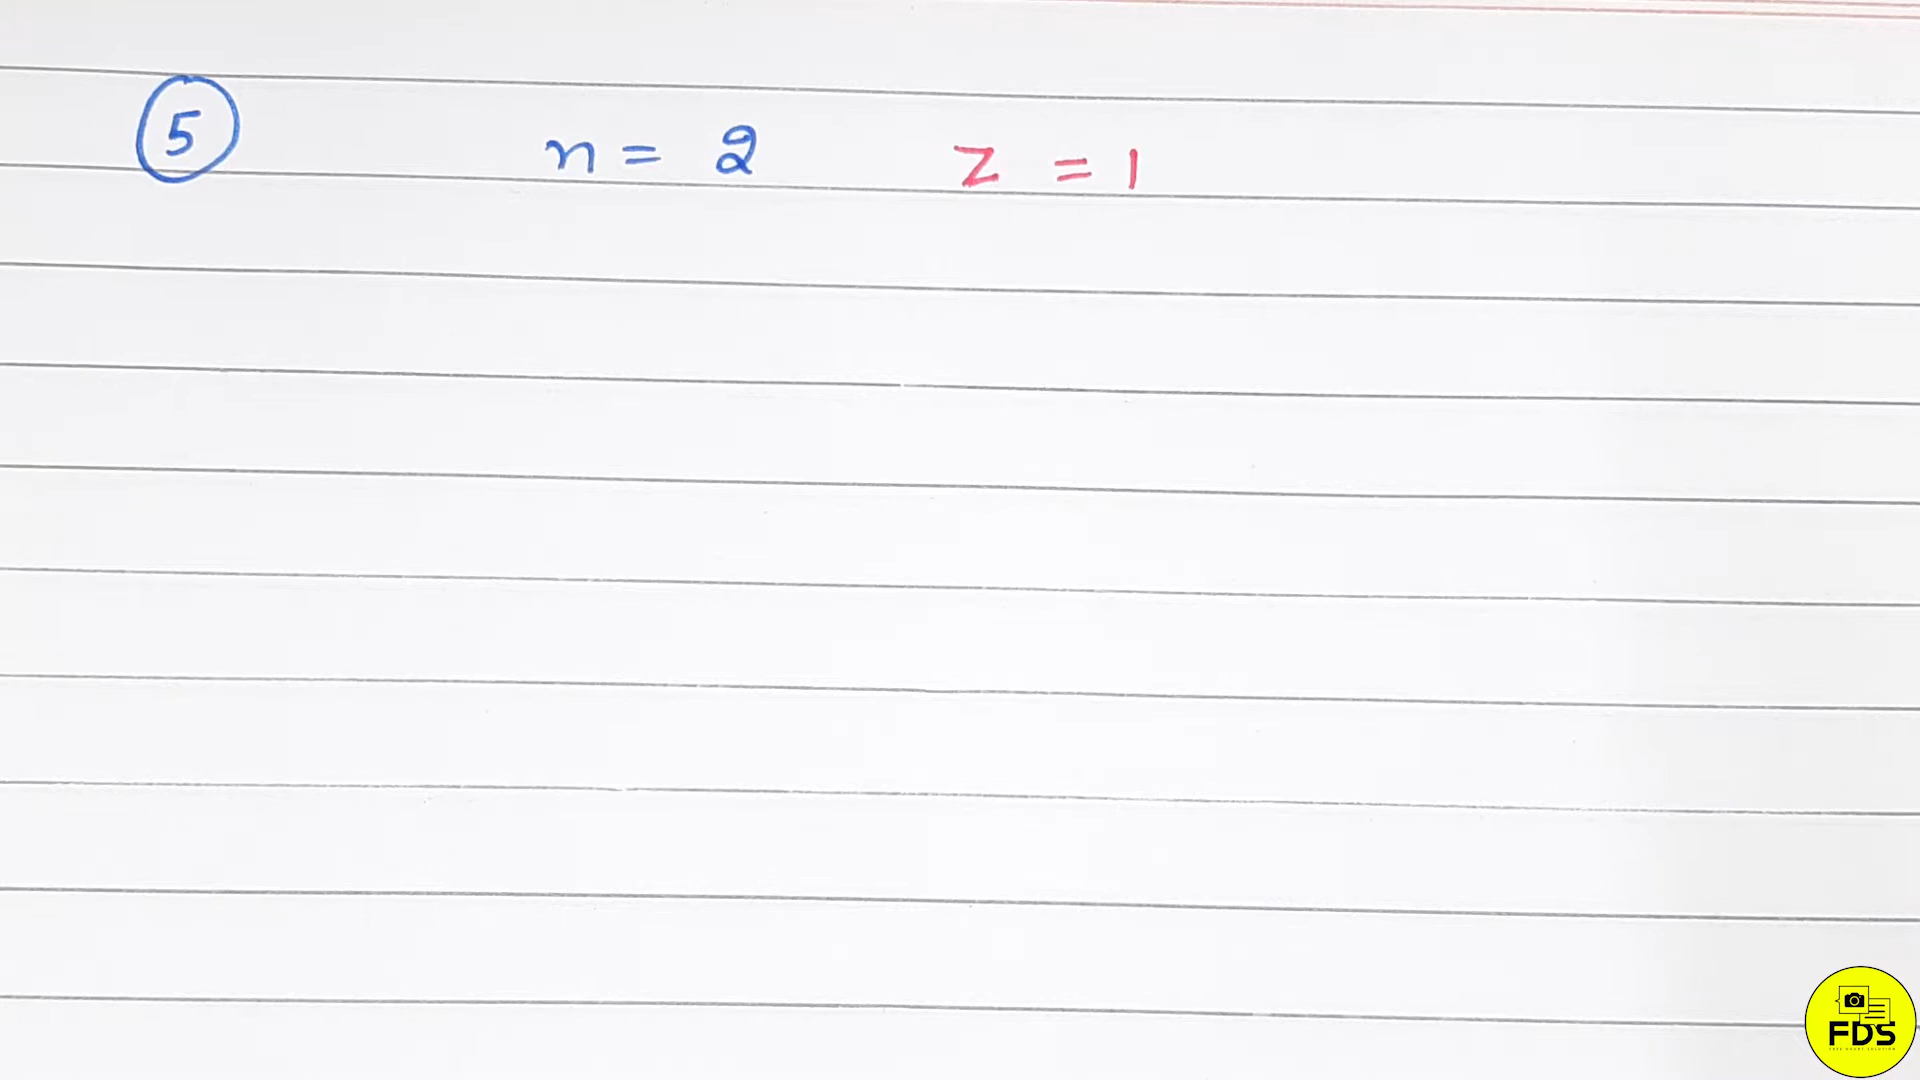 5 n = 2 z = 1
FDS